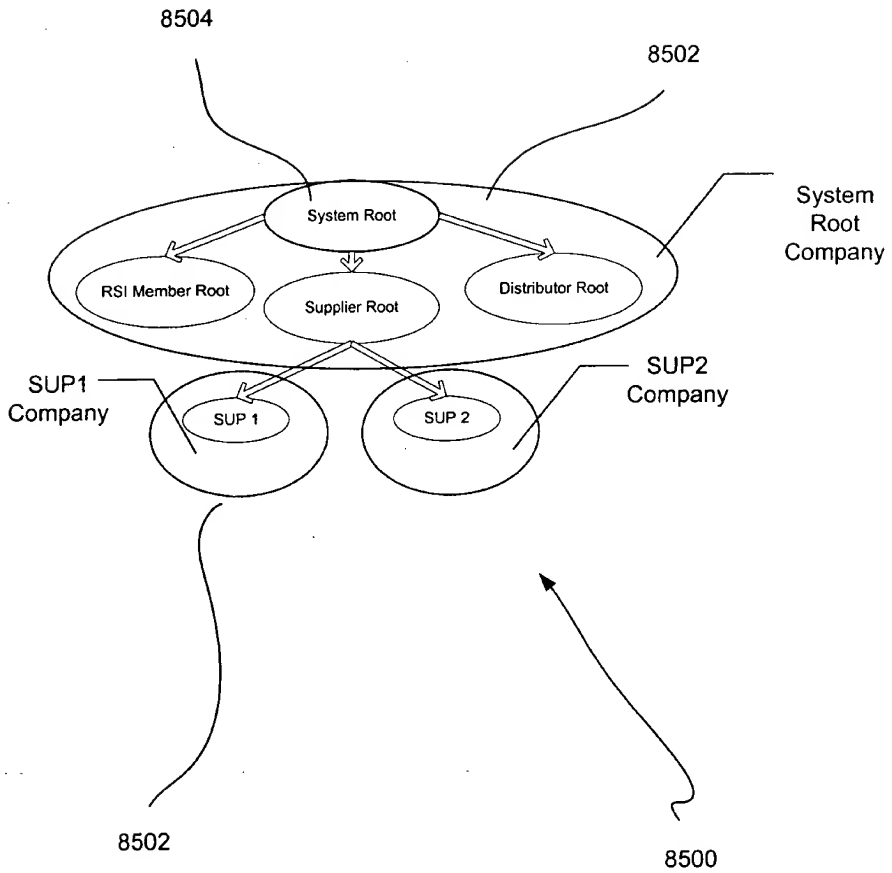 8504
8502
System
Root
Company
System Root
RSI Member Root
Supplier Root
Distributor Root
SUP1
Company
SUP 1
SUP 2
SUP2
Company
8502
8500